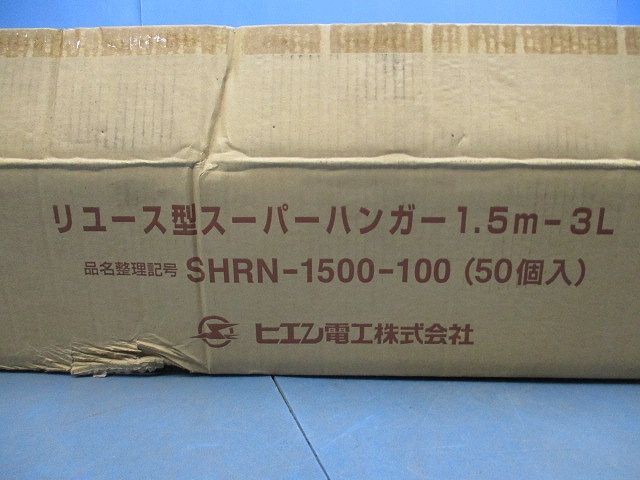 リユース型スーパーハンガー1.5m-3L
品名整理記号 SHRN-1500-100 (50個入)
ヒエン電工株式会社